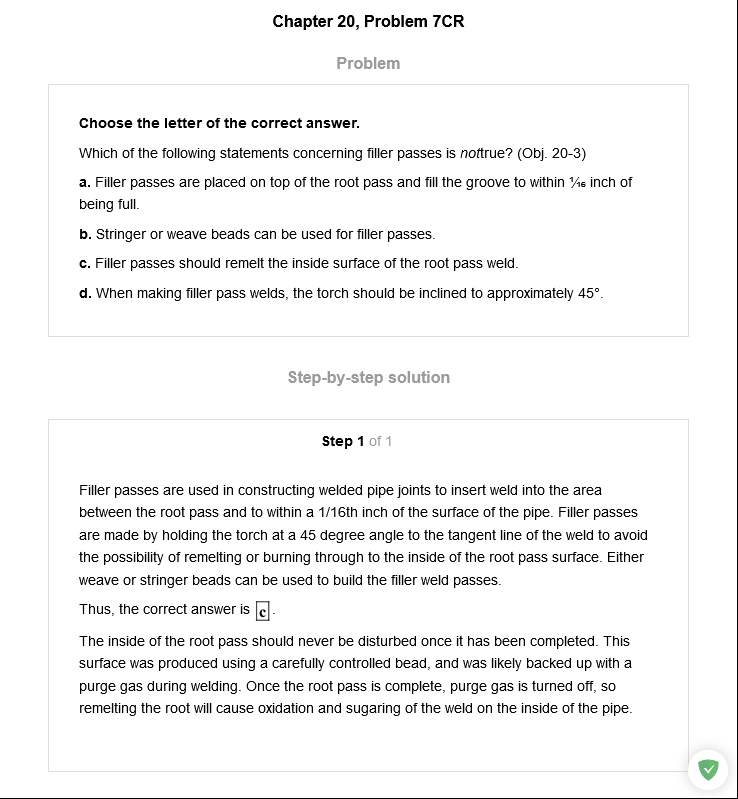 Chapter 20, Problem 7CR
Problem
Choose the letter of the correct answer.
Which of the following statements concerning filler passes is nottrue? (Obj. 20-3)
a. Filler passes are placed on top of the root pass and fill the groove to within 1⁄16 inch of
being full.
b. Stringer or weave beads can be used for filler passes.
c. Filler passes should remelt the inside surface of the root pass weld.
d. When making filler pass welds, the torch should be inclined to approximately 45°.
Step-by-step solution
Step 1 of 1
Filler passes are used in constructing welded pipe joints to insert weld into the area
between the root pass and to within a 1/16th inch of the surface of the pipe. Filler passes
are made by holding the torch at a 45 degree angle to the tangent line of the weld to avoid
the possibility of remelting or burning through to the inside of the root pass surface. Either
weave or stringer beads can be used to build the filler weld passes.
Thus, the correct answer is c.
The inside of the root pass should never be disturbed once it has been completed. This
surface was produced using a carefully controlled bead, and was likely backed up with a
purge gas during welding. Once the root pass is complete, purge gas is turned off, so
remelting the root will cause oxidation and sugaring of the weld on the inside of the pipe.